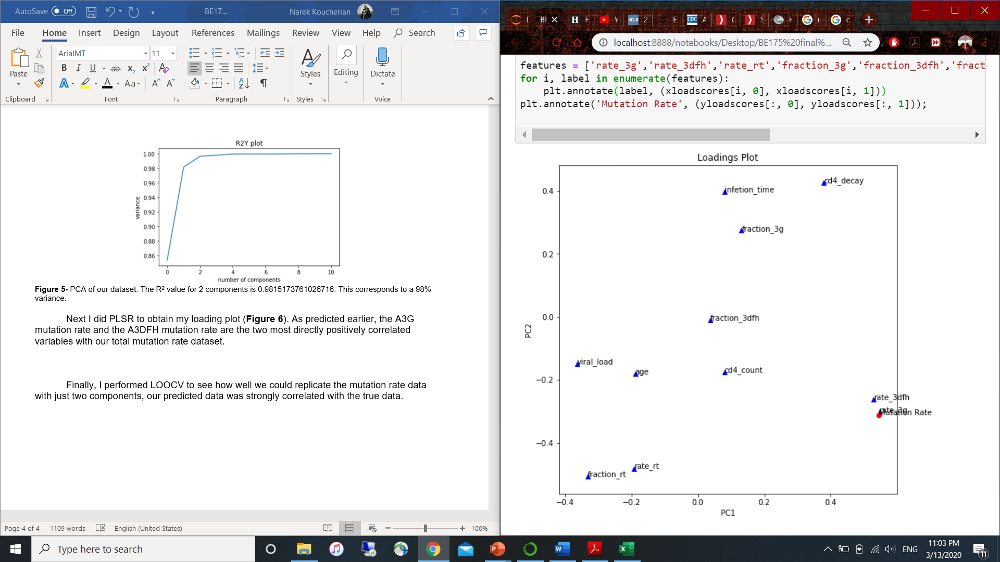 AutoSave Off
BE17...
Narek Koucherian
File Home Insert Design Layout References Mailings Review View Help Search
Paste
ArialMT 11
B I U ab x₂ x² A
A A Aa A A
Styles
Editing
Dictate
Clipboard Font Paragraph Styles Voice
R2Y plot
1.00
0.98
0.96
0.94
0.92
0.90
0.88
0.86
variance
0 2 4 6 8 10
number of components
Figure 5- PCA of our dataset. The R² value for 2 components is 0.9815173761026716. This corresponds to a 98%
variance.
Next I did PLSR to obtain my loading plot (Figure 6). As predicted earlier, the A3G
mutation rate and the A3DFH mutation rate are the two most directly positively correlated
variables with our total mutation rate dataset.
Finally, I performed LOOCV to see how well we could replicate the mutation rate data
with just two components, our predicted data was strongly correlated with the true data.
Page 4 of 4 1109 words English (United States) 100%
UCLA 2
CDC
localhost:8888/notebooks/Desktop/BE175%20final%...
features = ['rate_3g','rate_3dfh','rate_rt','fraction_3g','fraction_3dfh','fract
for i, label in enumerate(features):
plt.annotate(label, (xloadscores[i, 0], xloadscores[i, 1]))
plt.annotate('Mutation Rate', (yloadscores[:, 0], yloadscores[:, 1]));
Loadings Plot
cd4_decay
infetion_time
0.4
fraction_3g
0.2
0.0
fraction_3dfh
PC2
viral_load
age
cd4_count
−0.2
rate_3dfh
rate_3g
Mutation Rate
−0.4
rate_rt
fraction_rt
−0.4 −0.2 0.0 0.2 0.4
PC1
Type here to search
ENG
11:03 PM
3/13/2020
11